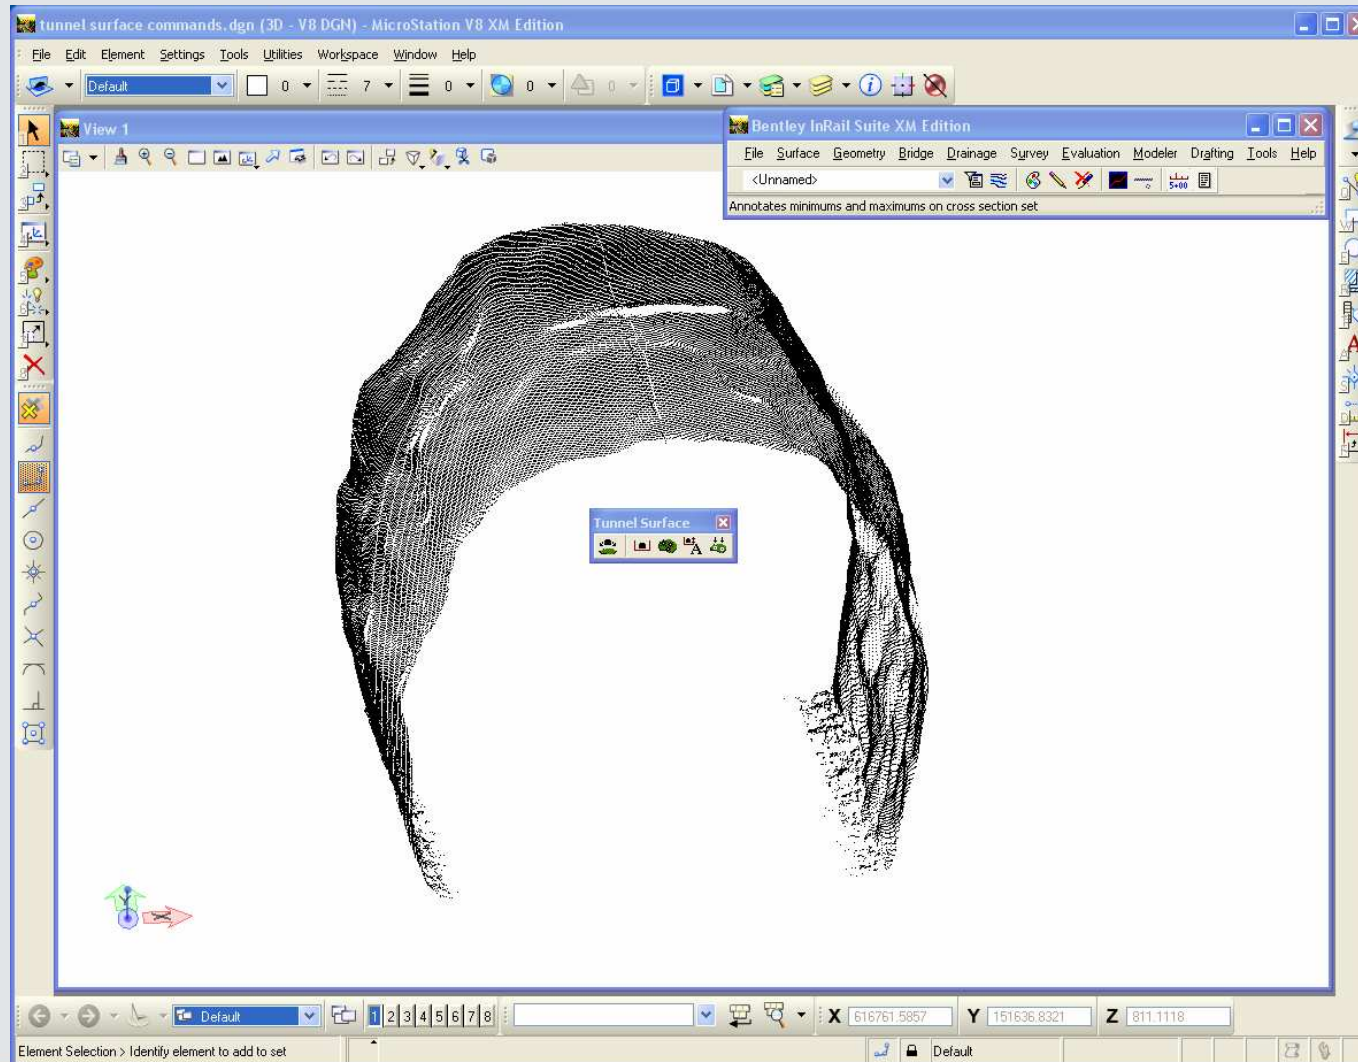 tunnel surface commands.dgn (3D - V8 DGN) - MicroStation V8 XM Edition
File Edit Element Settings Tools Utilities Workspace Window Help
Default 0 7 0 0 0
View 1
Bentley InRail Suite XM Edition
File Surface Geometry Bridge Drainage Survey Evaluation Modeler Drafting Tools Help
<Unnamed>
5+00
Annotates minimums and maximums on cross section set
Tunnel Surface
A
Y
X
Default 1 2 3 4 5 6 7 8 X 616761.5857 Y 151636.8321 Z 811.1118
Element Selection > Identify element to add to set Default